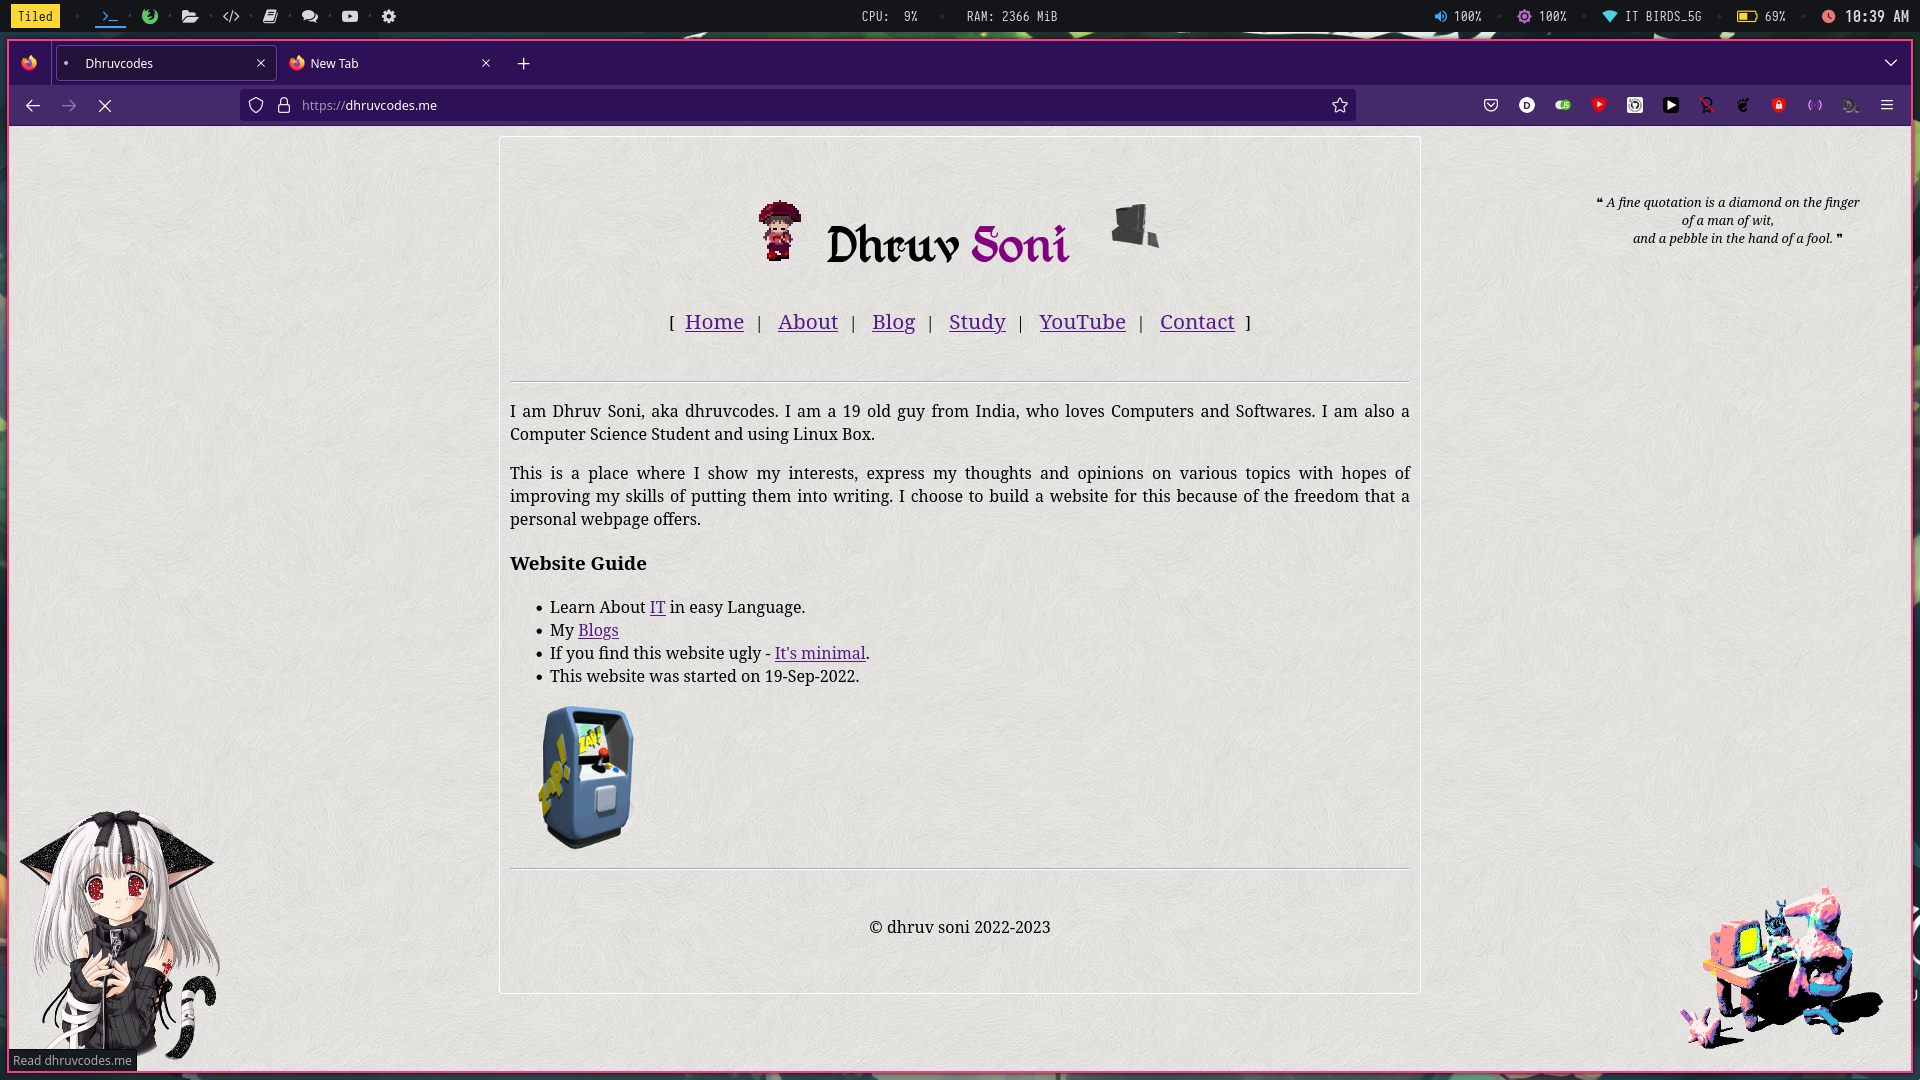 Tiled
CPU: 9%
RAM: 2366 MiB
100%
100%
IT BIRDS_5G
69%
10:39 AM
Dhruvcodes
New Tab
https://dhruvcodes.me
❝ A fine quotation is a diamond on the finger
of a man of wit,
and a pebble in the hand of a fool. ❞
Dhruv Soni
[ Home | About | Blog | Study | YouTube | Contact ]
I am Dhruv Soni, aka dhruvcodes. I am a 19 old guy from India, who loves Computers and Softwares. I am also a
Computer Science Student and using Linux Box.
This is a place where I show my interests, express my thoughts and opinions on various topics with hopes of
improving my skills of putting them into writing. I choose to build a website for this because of the freedom that a
personal webpage offers.
Website Guide
• Learn About IT in easy Language.
• My Blogs
• If you find this website ugly - It's minimal.
• This website was started on 19-Sep-2022.
ZAP!
© dhruv soni 2022-2023
Read dhruvcodes.me